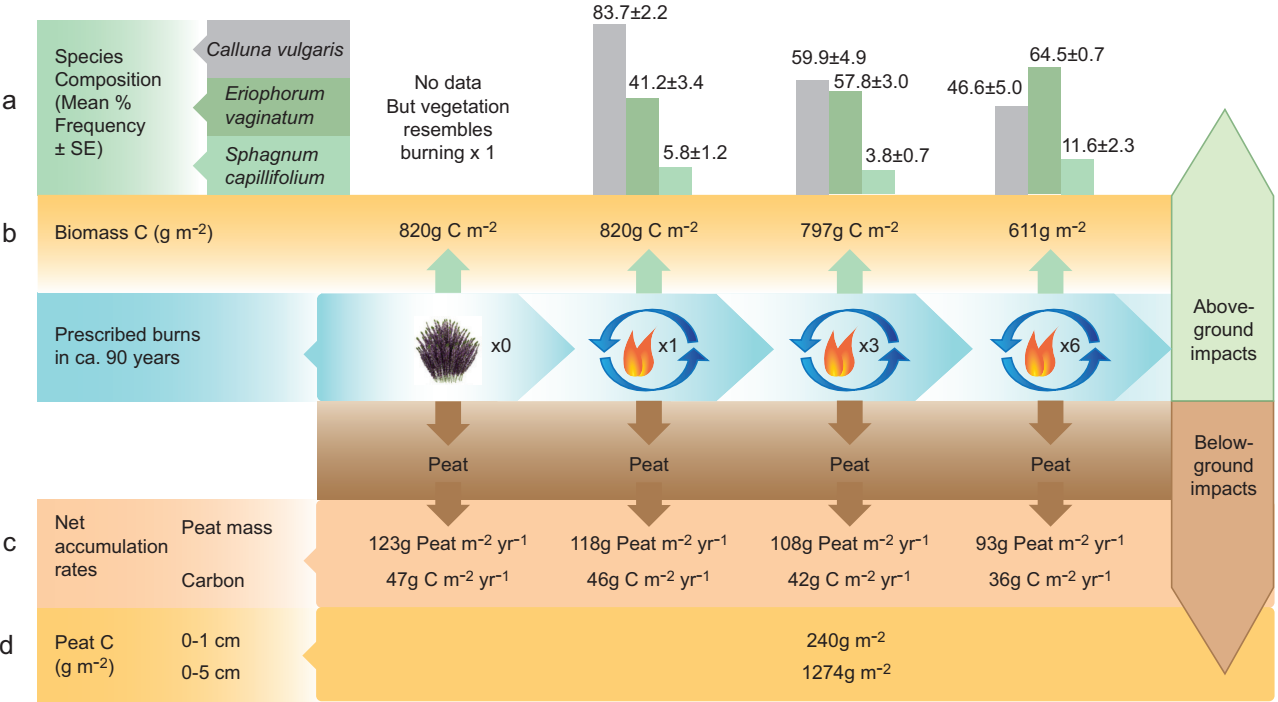 a
Species
Composition
(Mean %
Frequency
± SE)
Calluna vulgaris
Eriophorum
vaginatum
Sphagnum
capillifolium
No data
But vegetation
resembles
burning x 1
83.7±2.2
41.2±3.4
5.8±1.2
59.9±4.9
57.8±3.0
3.8±0.7
46.6±5.0
64.5±0.7
11.6±2.3
b
Biomass C (g m⁻²)
820g C m⁻²
820g C m⁻²
797g C m⁻²
611g m⁻²
Prescribed burns
in ca. 90 years
x0
x1
x3
x6
Above-
ground
impacts
Peat
Peat
Peat
Peat
Below-
ground
impacts
c
Net
accumulation
rates
Peat mass
123g Peat m⁻² yr⁻¹
118g Peat m⁻² yr⁻¹
108g Peat m⁻² yr⁻¹
93g Peat m⁻² yr⁻¹
Carbon
47g C m⁻² yr⁻¹
46g C m⁻² yr⁻¹
42g C m⁻² yr⁻¹
36g C m⁻² yr⁻¹
d
Peat C
(g m⁻²)
0-1 cm
240g m⁻²
0-5 cm
1274g m⁻²